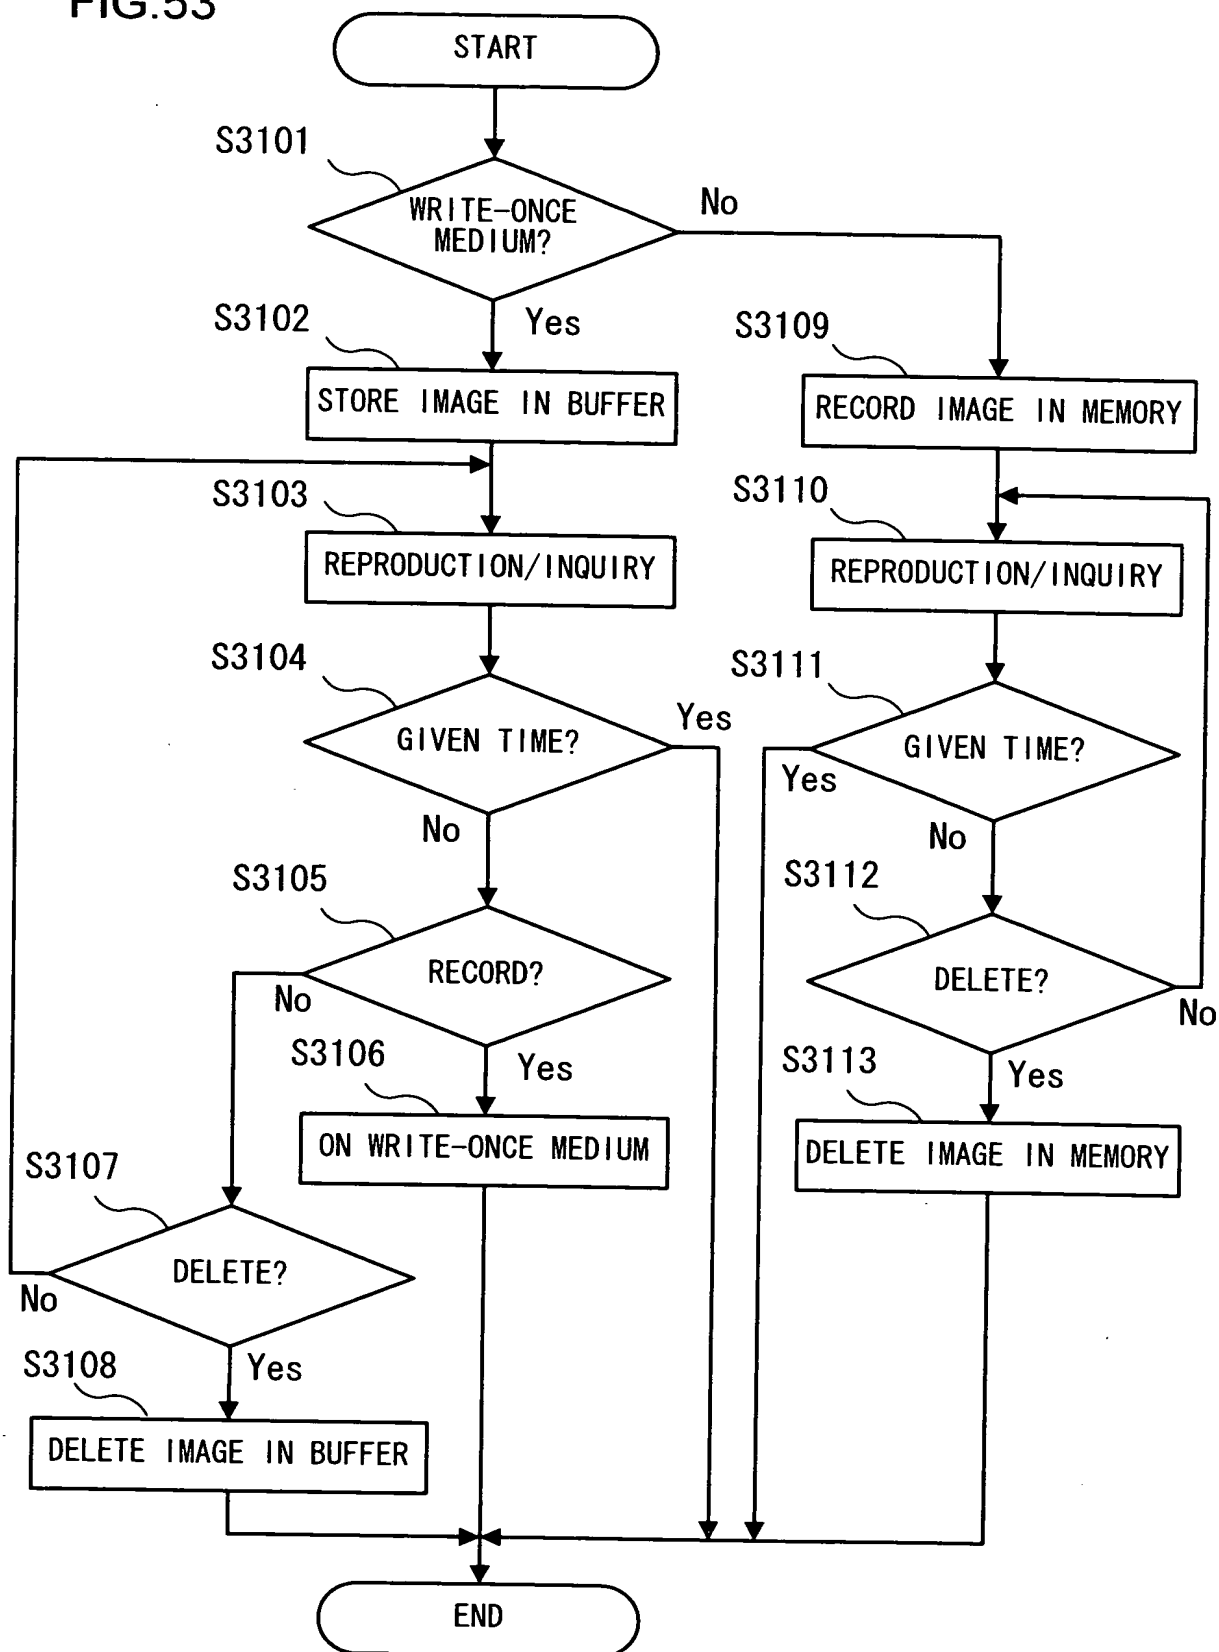 FIG.53
START
S3101
WRITE-ONCE
MEDIUM?
No
Yes
S3102
STORE IMAGE IN BUFFER
S3109
RECORD IMAGE IN MEMORY
S3103
REPRODUCTION/INQUIRY
S3110
REPRODUCTION/INQUIRY
S3104
GIVEN TIME?
Yes
No
S3111
GIVEN TIME?
Yes
No
S3105
RECORD?
No
Yes
S3112
DELETE?
No
Yes
S3106
ON WRITE-ONCE MEDIUM
S3113
DELETE IMAGE IN MEMORY
S3107
DELETE?
No
Yes
S3108
DELETE IMAGE IN BUFFER
END